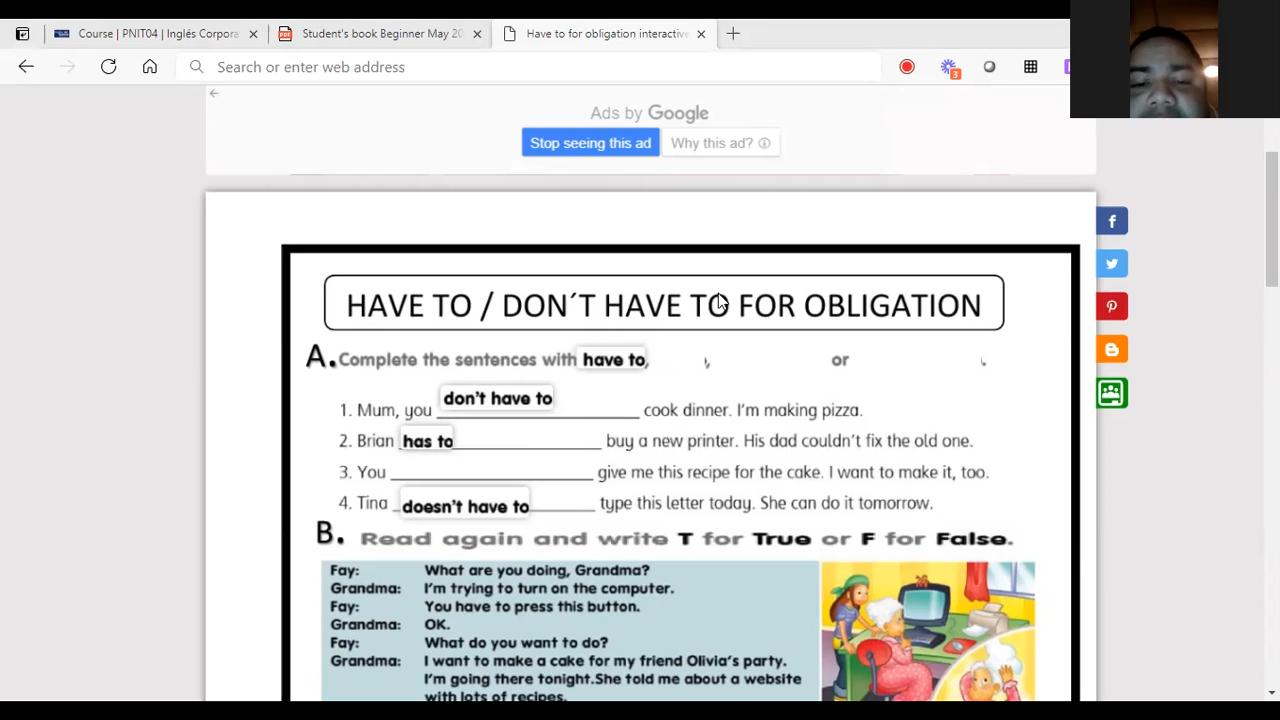 Course | PNIT04 | Inglés Corpora
Student's book Beginner May 20
Have to for obligation interactive
Search or enter web address
3
Ads by Google
Stop seeing this ad
Why this ad?
HAVE TO / DON´T HAVE TO FOR OBLIGATION
A. Complete the sentences with have to, , or .
1. Mum, you don't have to cook dinner. I'm making pizza.
2. Brian has to buy a new printer. His dad couldn't fix the old one.
3. You ____ give me this recipe for the cake. I want to make it, too.
4. Tina doesn't have to type this letter today. She can do it tomorrow.
B. Read again and write T for True or F for False.
Fay: What are you doing, Grandma?
Grandma: I'm trying to turn on the computer.
Fay: You have to press this button.
Grandma: OK.
Fay: What do you want to do?
Grandma: I want to make a cake for my friend Olivia's party.
I'm going there tonight.She told me about a website
with lots of recipes.